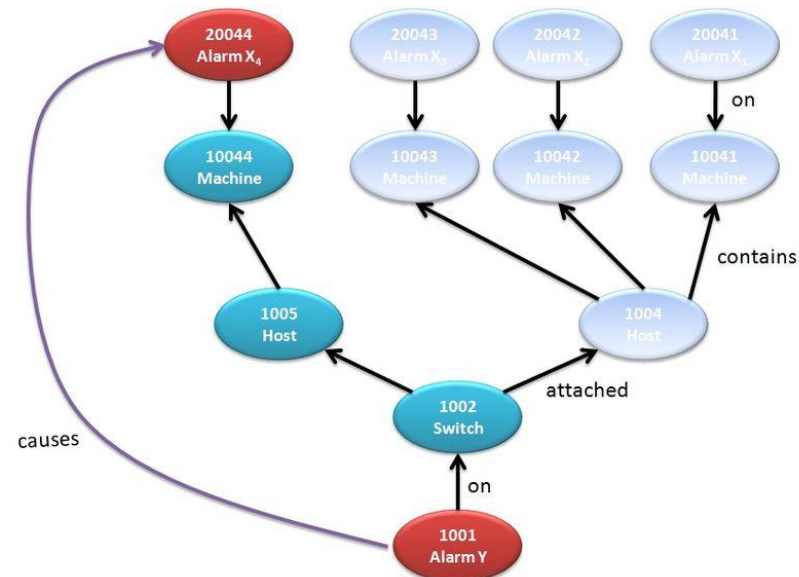 20044
Alarm X₄
20043
Alarm X₃
20042
Alarm X₂
20041
Alarm X₁
on
10044
Machine
10043
Machine
10042
Machine
10041
Machine
contains
1005
Host
1004
Host
attached
1002
Switch
causes
on
1001
Alarm Y